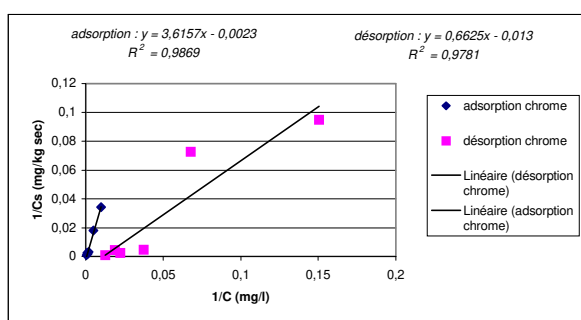 adsorption : y = 3,6157x - 0,0023
R² = 0,9869
désorption : y = 0,6625x - 0,013
R² = 0,9781
0,12
0,1
0,08
0,06
0,04
0,02
0
0
0,05
0,1
0,15
0,2
1/Cs (mg/kg sec)
1/C (mg/l)
adsorption chrome
désorption chrome
Linéaire (désorption
chrome)
Linéaire (adsorption
chrome)